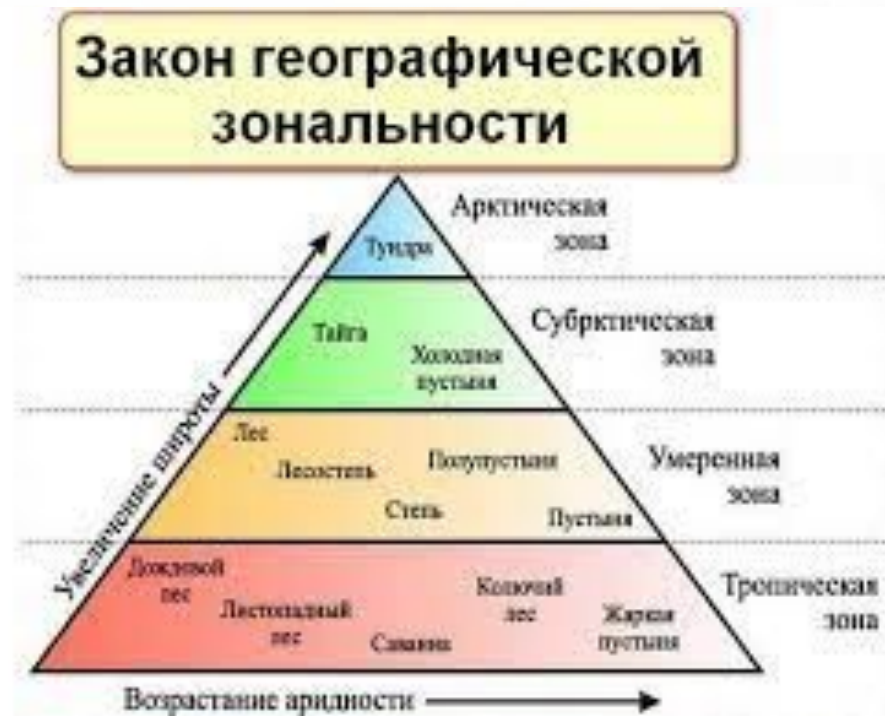 Закон географической
зональности
Арктическая
зона
Тундра
Субрктическая
зона
Тайга
Холодная
пустыня
Увеличение широты
Умеренная
зона
Лес
Лесостепь
Полупустыня
Степь
Пустыня
Тропическая
зона
Дождевой
лес
Листопадный
лес
Саванна
Колючий
лес
Жаркая
пустыня
Возрастание аридности